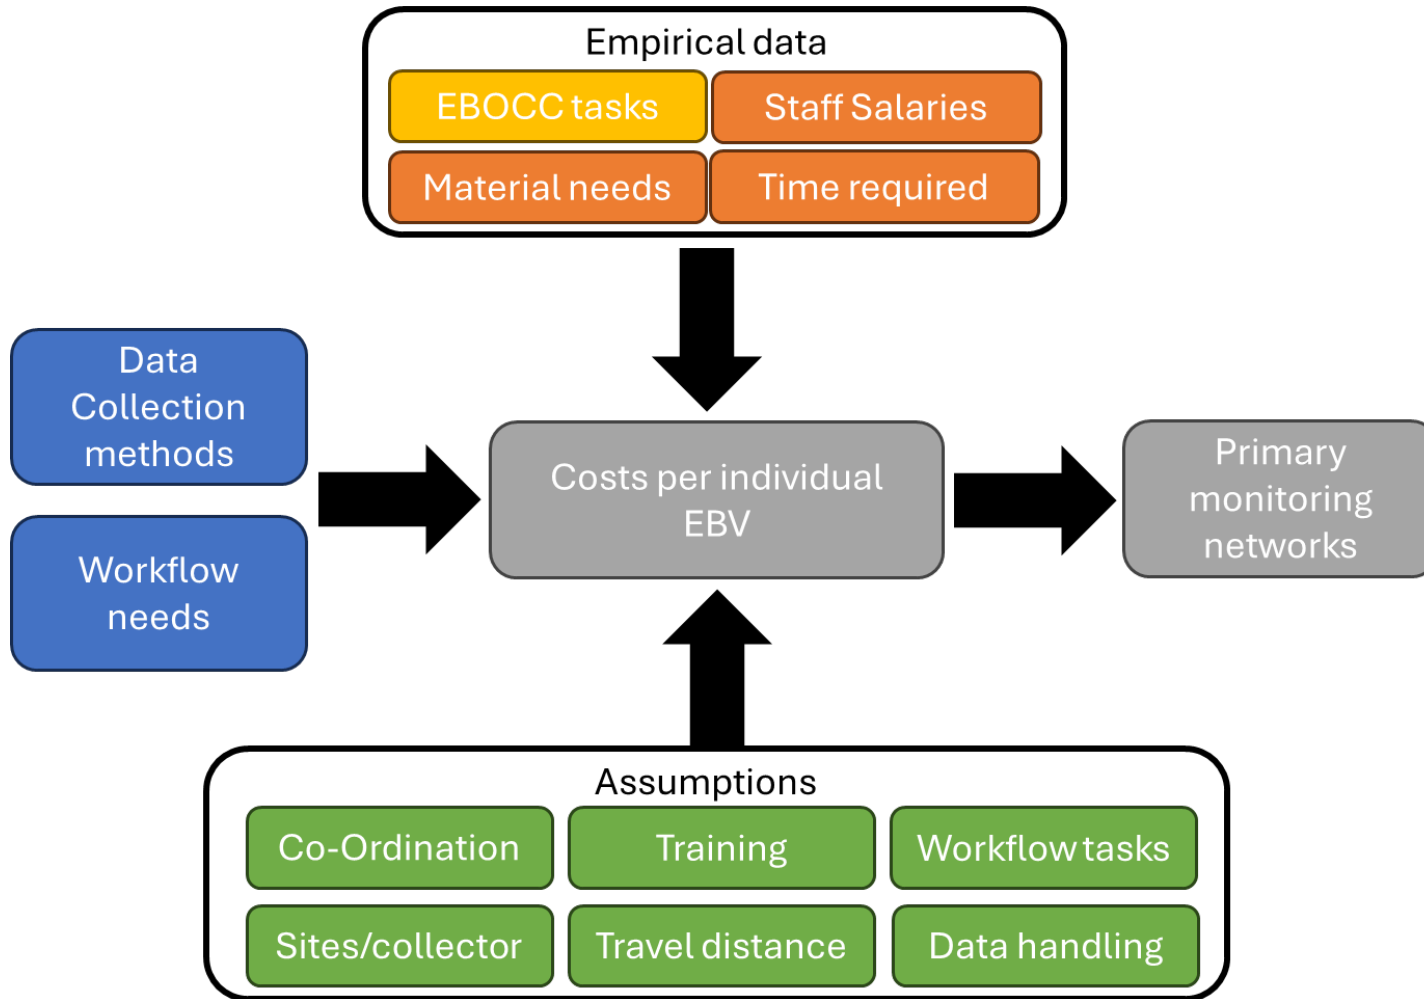 Empirical data
EBOCC tasks
Staff Salaries
Material needs
Time required
Data
Collection
methods
Workflow
needs
Costs per individual
EBV
Primary
monitoring
networks
Assumptions
Co-Ordination
Training
Workflow tasks
Sites/collector
Travel distance
Data handling